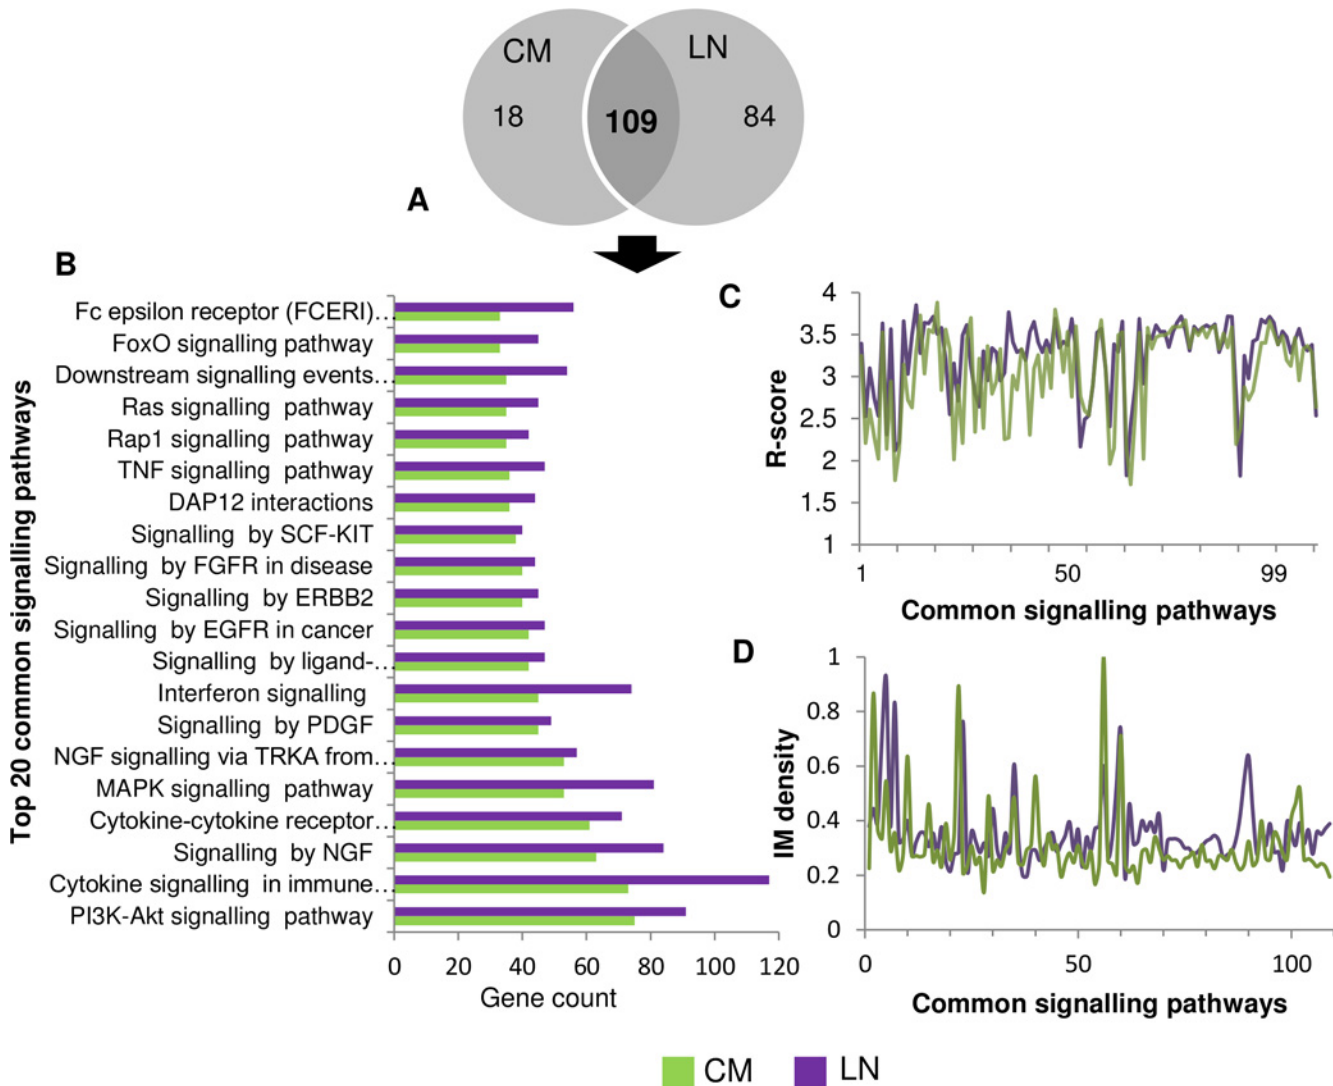 CM
LN
18
109
84
A
B
Top 20 common signalling pathways
Fc epsilon receptor (FCERI)...
FoxO signalling pathway
Downstream signalling events...
Ras signalling pathway
Rap1 signalling pathway
TNF signalling pathway
DAP12 interactions
Signalling by SCF-KIT
Signalling by FGFR in disease
Signalling by ERBB2
Signalling by EGFR in cancer
Signalling by ligand-...
Interferon signalling
Signalling by PDGF
NGF signalling via TRKA from...
MAPK signalling pathway
Cytokine-cytokine receptor...
Signalling by NGF
Cytokine signalling in immune...
PI3K-Akt signalling pathway
0 20 40 60 80 100 120
Gene count
C
R-score
4
3.5
3
2.5
2
1.5
1
1 50 99
Common signalling pathways
D
IM density
1
0.8
0.6
0.4
0.2
0
0 50 100
Common signalling pathways
CM LN